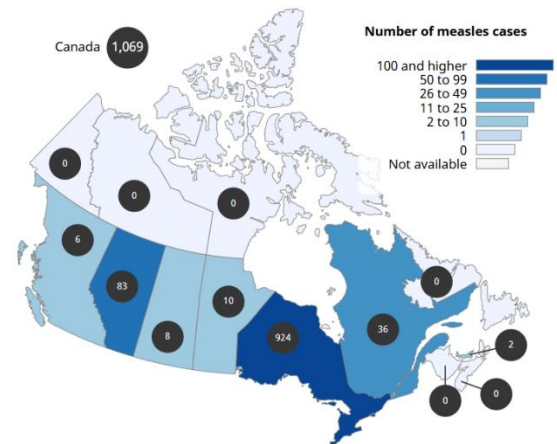 Number of measles cases
Canada 1,069
100 and higher
50 to 99
26 to 49
11 to 25
2 to 10
1
0
Not available
0
0
0
6
83
8
10
924
36
0
2
0
0